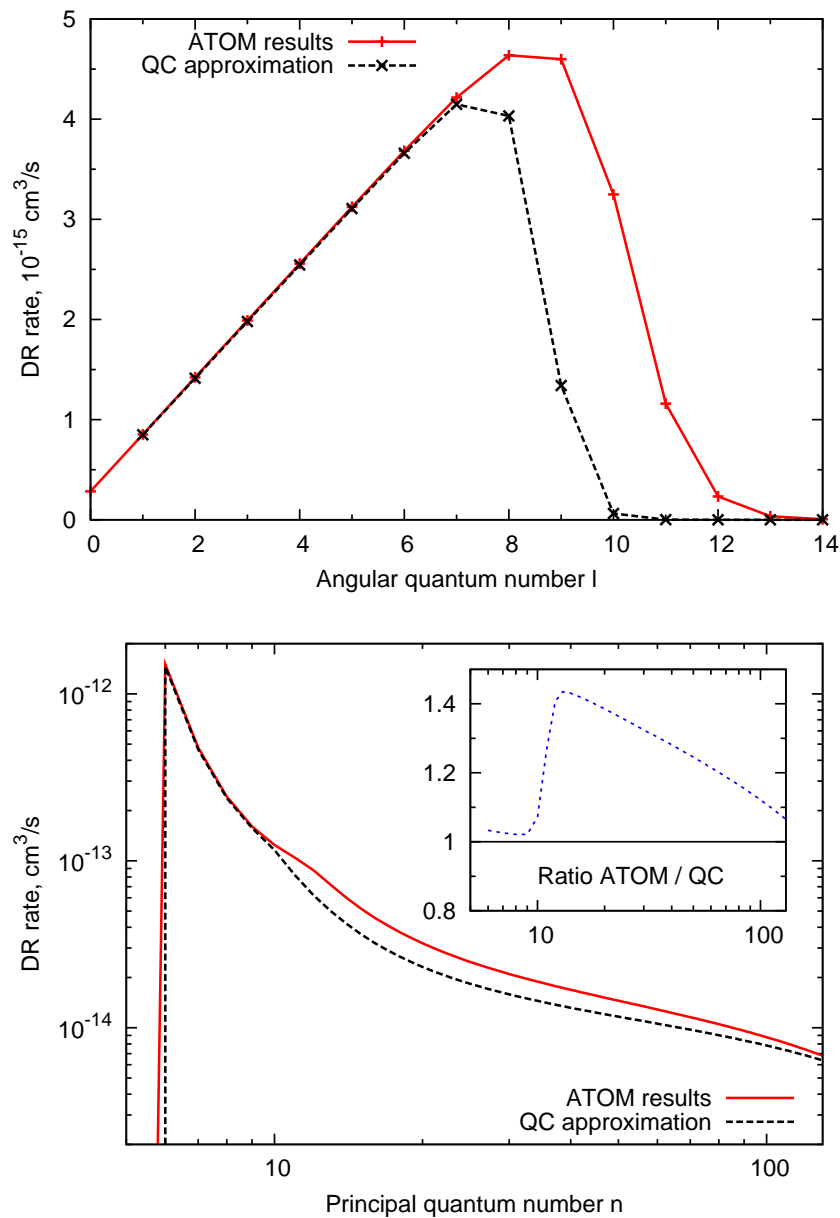 5
4
3
2
1
0
DR rate, 10^-15 cm^3/s
ATOM results
QC approximation
0 2 4 6 8 10 12 14
Angular quantum number l
10^-12
10^-13
10^-14
DR rate, cm^3/s
1.4
1.2
1
0.8
Ratio ATOM / QC
10 100
ATOM results
QC approximation
10 100
Principal quantum number n